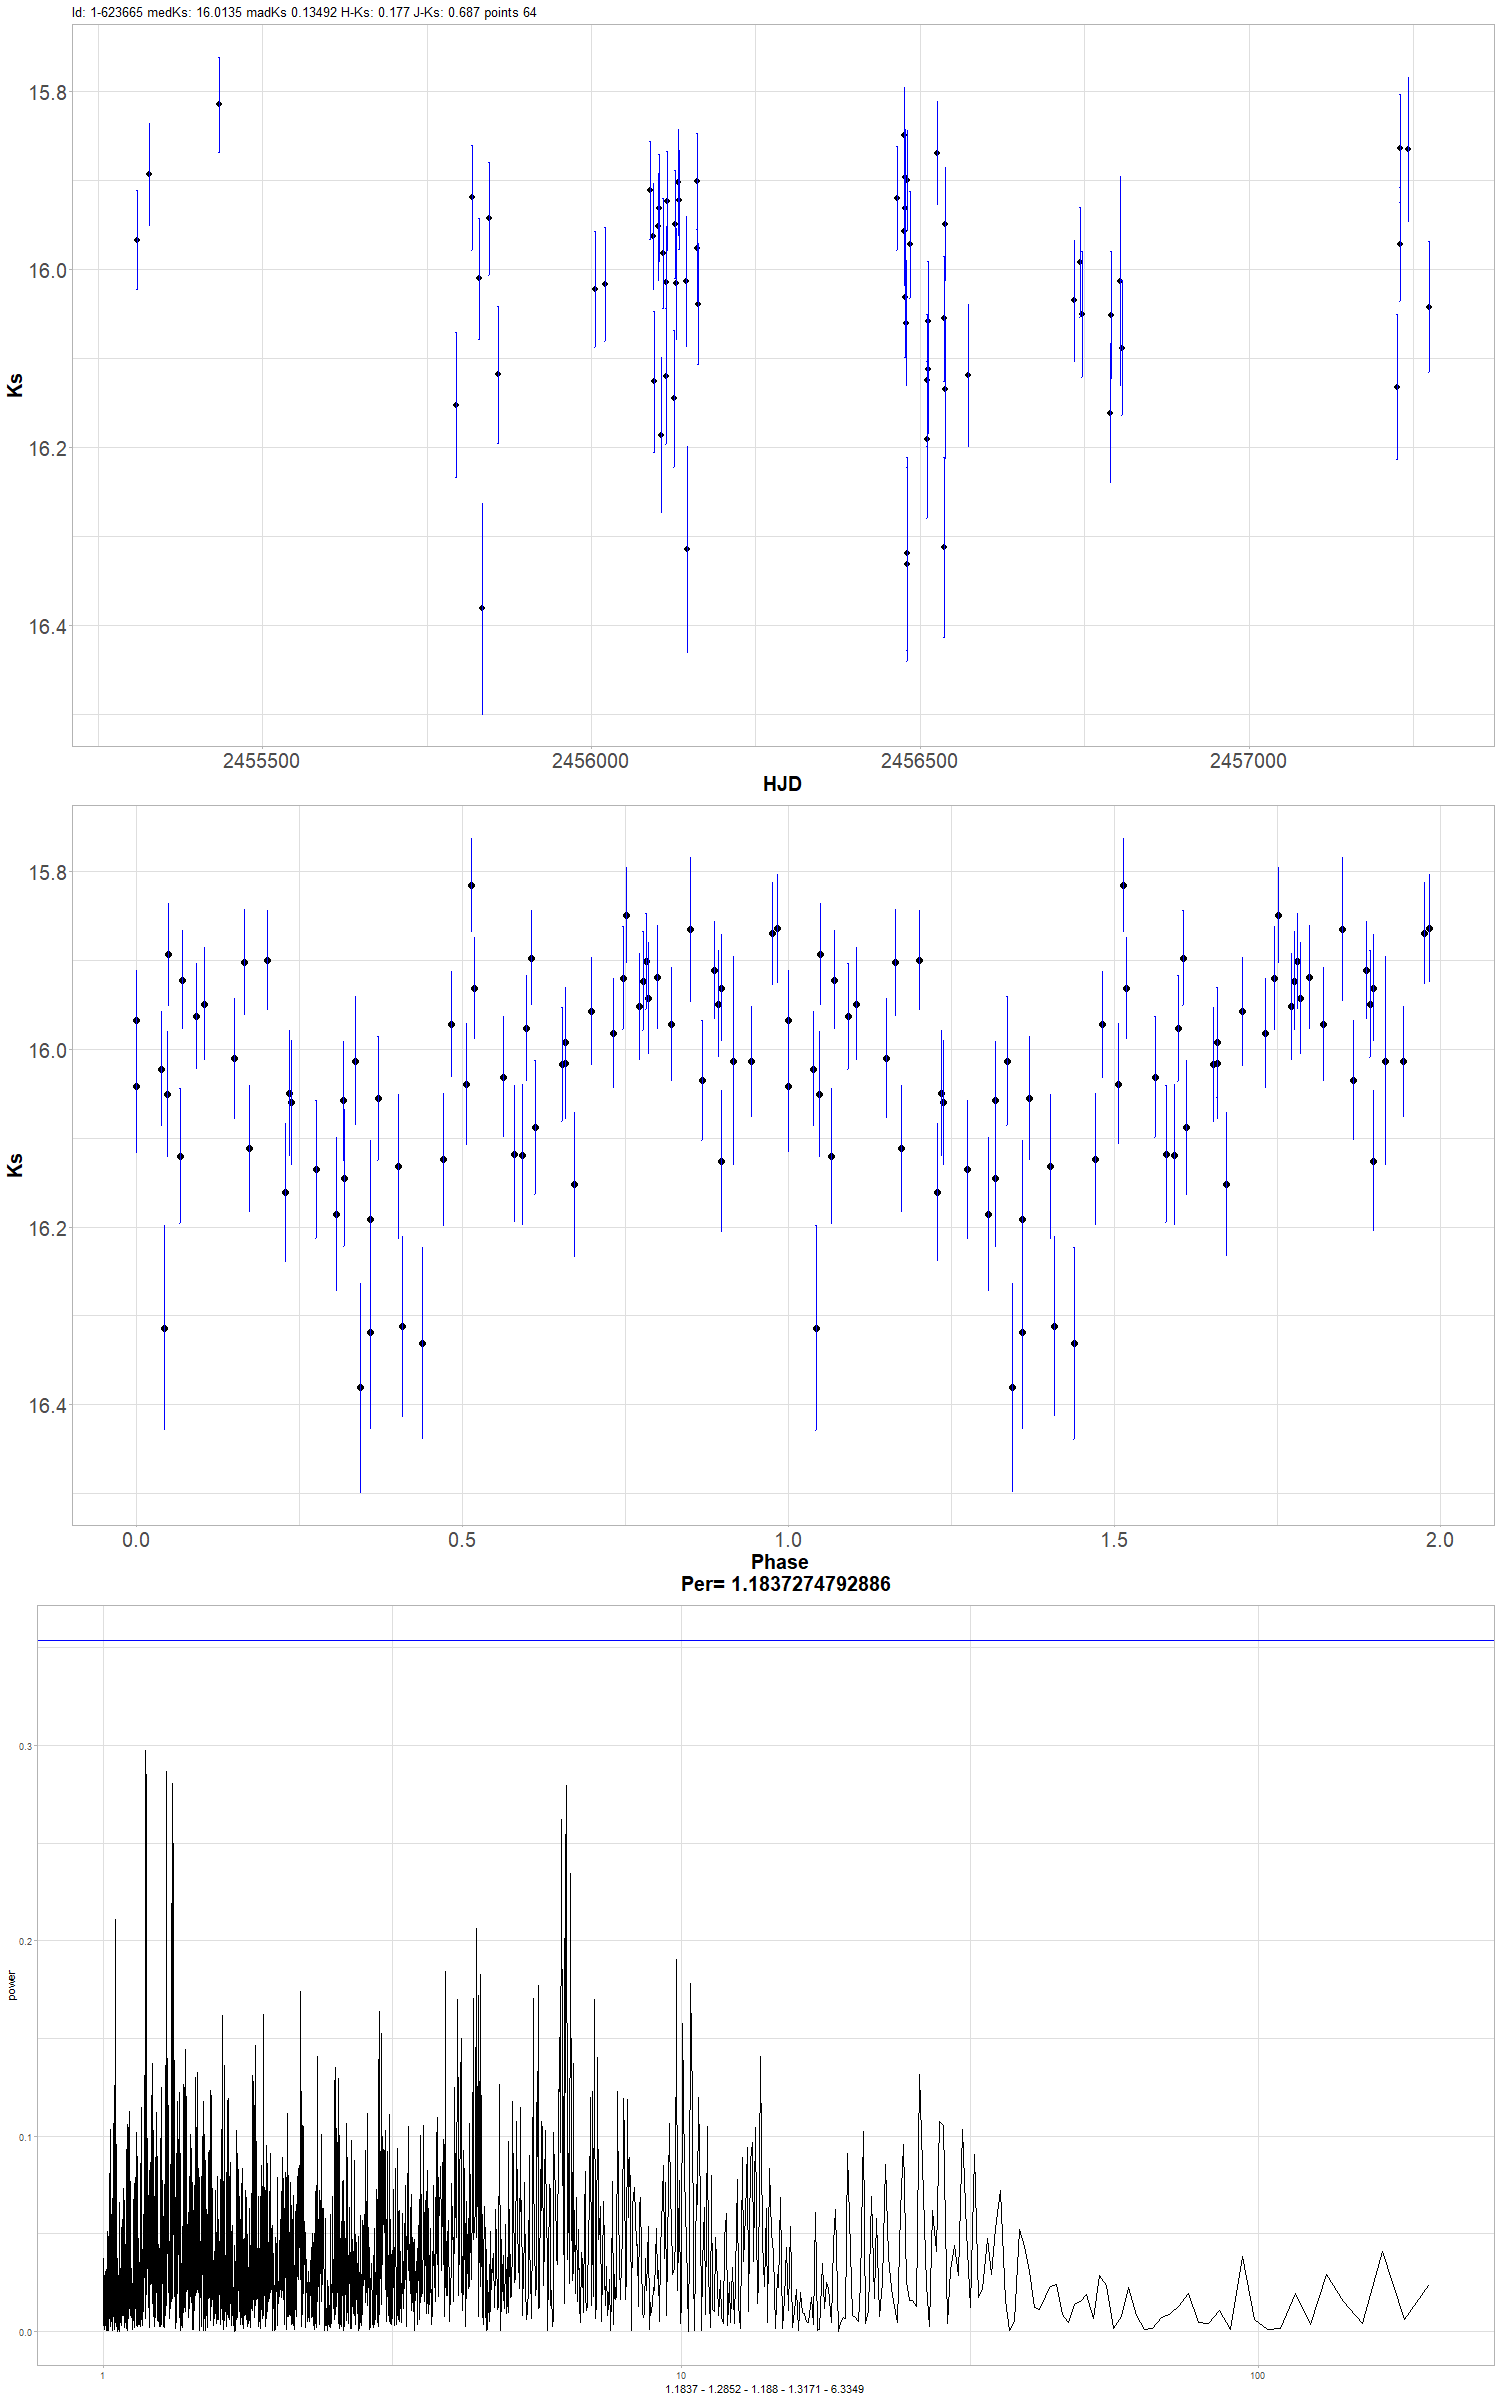 Id: 1-623665 medKs: 16.0135 madKs 0.13492 H-Ks: 0.177 J-Ks: 0.687 points 64
15.8
16.0
16.2
16.4
Ks
2455500 2456000 2456500 2457000
HJD
15.8
16.0
16.2
16.4
Ks
0.0 0.5 1.0 1.5 2.0
Phase
Per= 1.1837274792886
0.3
0.2
0.1
0.0
power
1 10 100
1.1837 - 1.2852 - 1.188 - 1.3171 - 6.3349